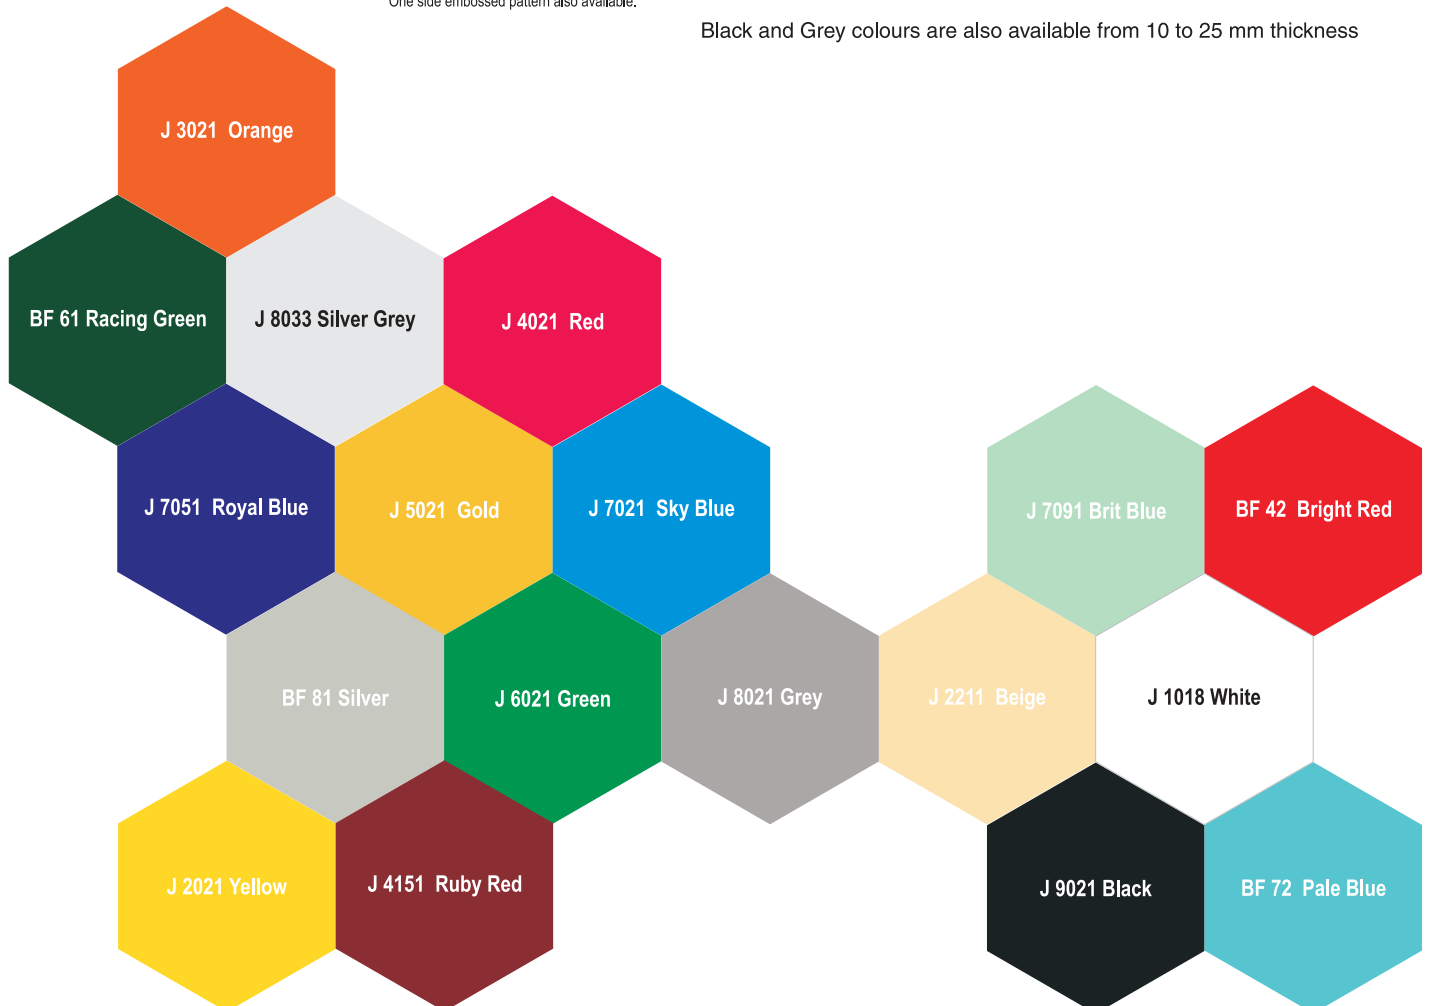 One side embossed pattern also available.
Black and Grey colours are also available from 10 to 25 mm thickness
J 3021 Orange
BF 61 Racing Green
J 8033 Silver Grey
J 4021 Red
J 7051 Royal Blue
J 5021 Gold
J 7021 Sky Blue
J 7091 Brit Blue
BF 42 Bright Red
BF 81 Silver
J 6021 Green
J 8021 Grey
J 2211 Beige
J 1018 White
J 2021 Yellow
J 4151 Ruby Red
J 9021 Black
BF 72 Pale Blue